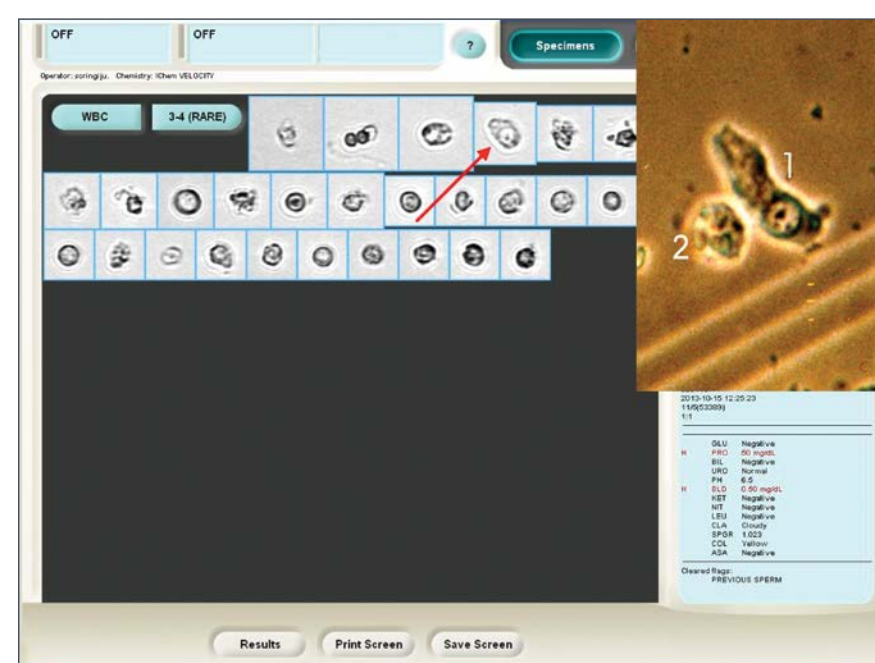 OFF
OFF
?
Specimens
Operator: soringiju. Chemistry: IChem VELOCITY
WBC
3-4 (RARE)
1
2
2013-10-15 12:25:23
11/5(53389)
1:1
GLU Negative
H PRO 50 mg/dL
BIL Negative
URO Normal
PH 6.5
H BLD 0.50 mg/dL
KET Negative
NIT Negative
LEU Negative
CLA Cloudy
SPGR 1.023
COL Yellow
ASA Negative
Cleared flags:
PREVIOUS SPERM
Results
Print Screen
Save Screen